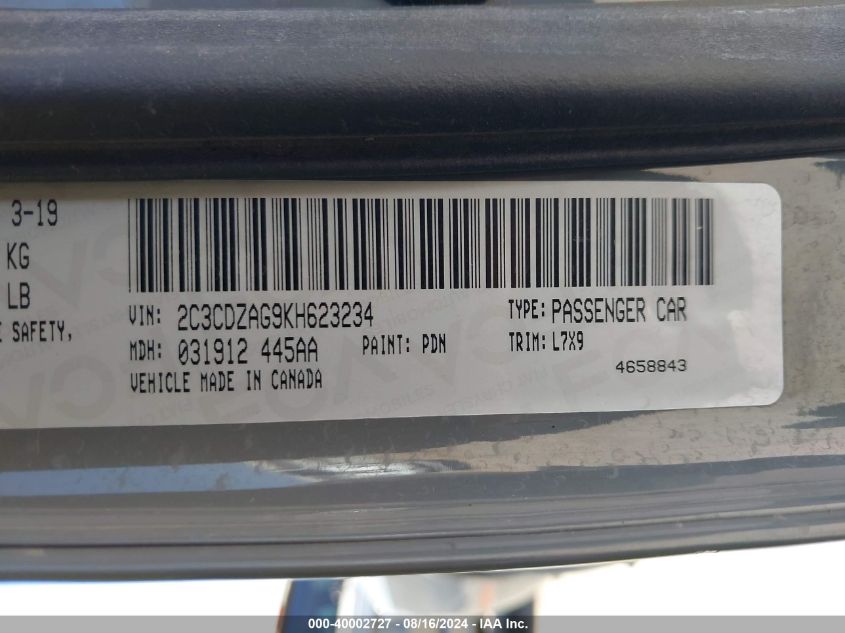 3-19
KG
LB
E SAFETY,
VIN: 2C3CDZAG9KH623234
TYPE: PASSENGER CAR
MDH: 031912 445AA PAINT: PDN
TRIM: L7X9
VEHICLE MADE IN CANADA
4658843
000-40002727 - 08/16/2024 - IAA Inc.